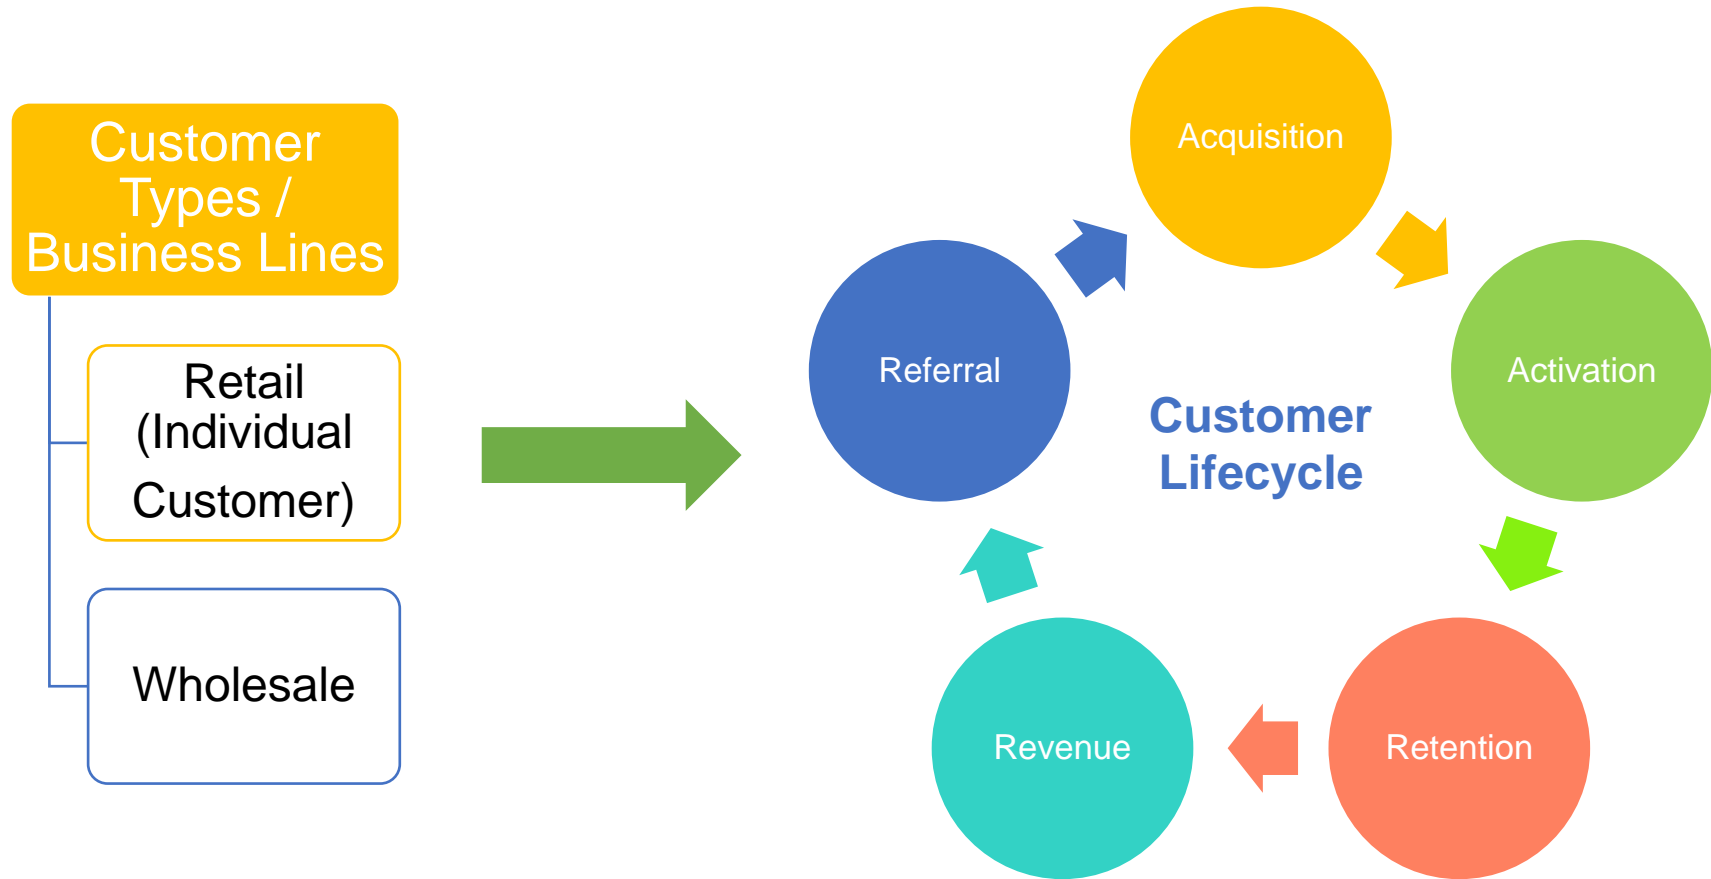 Customer
Types /
Business Lines
Retail
(Individual
Customer)
Wholesale
Customer
Lifecycle
Acquisition
Activation
Retention
Revenue
Referral